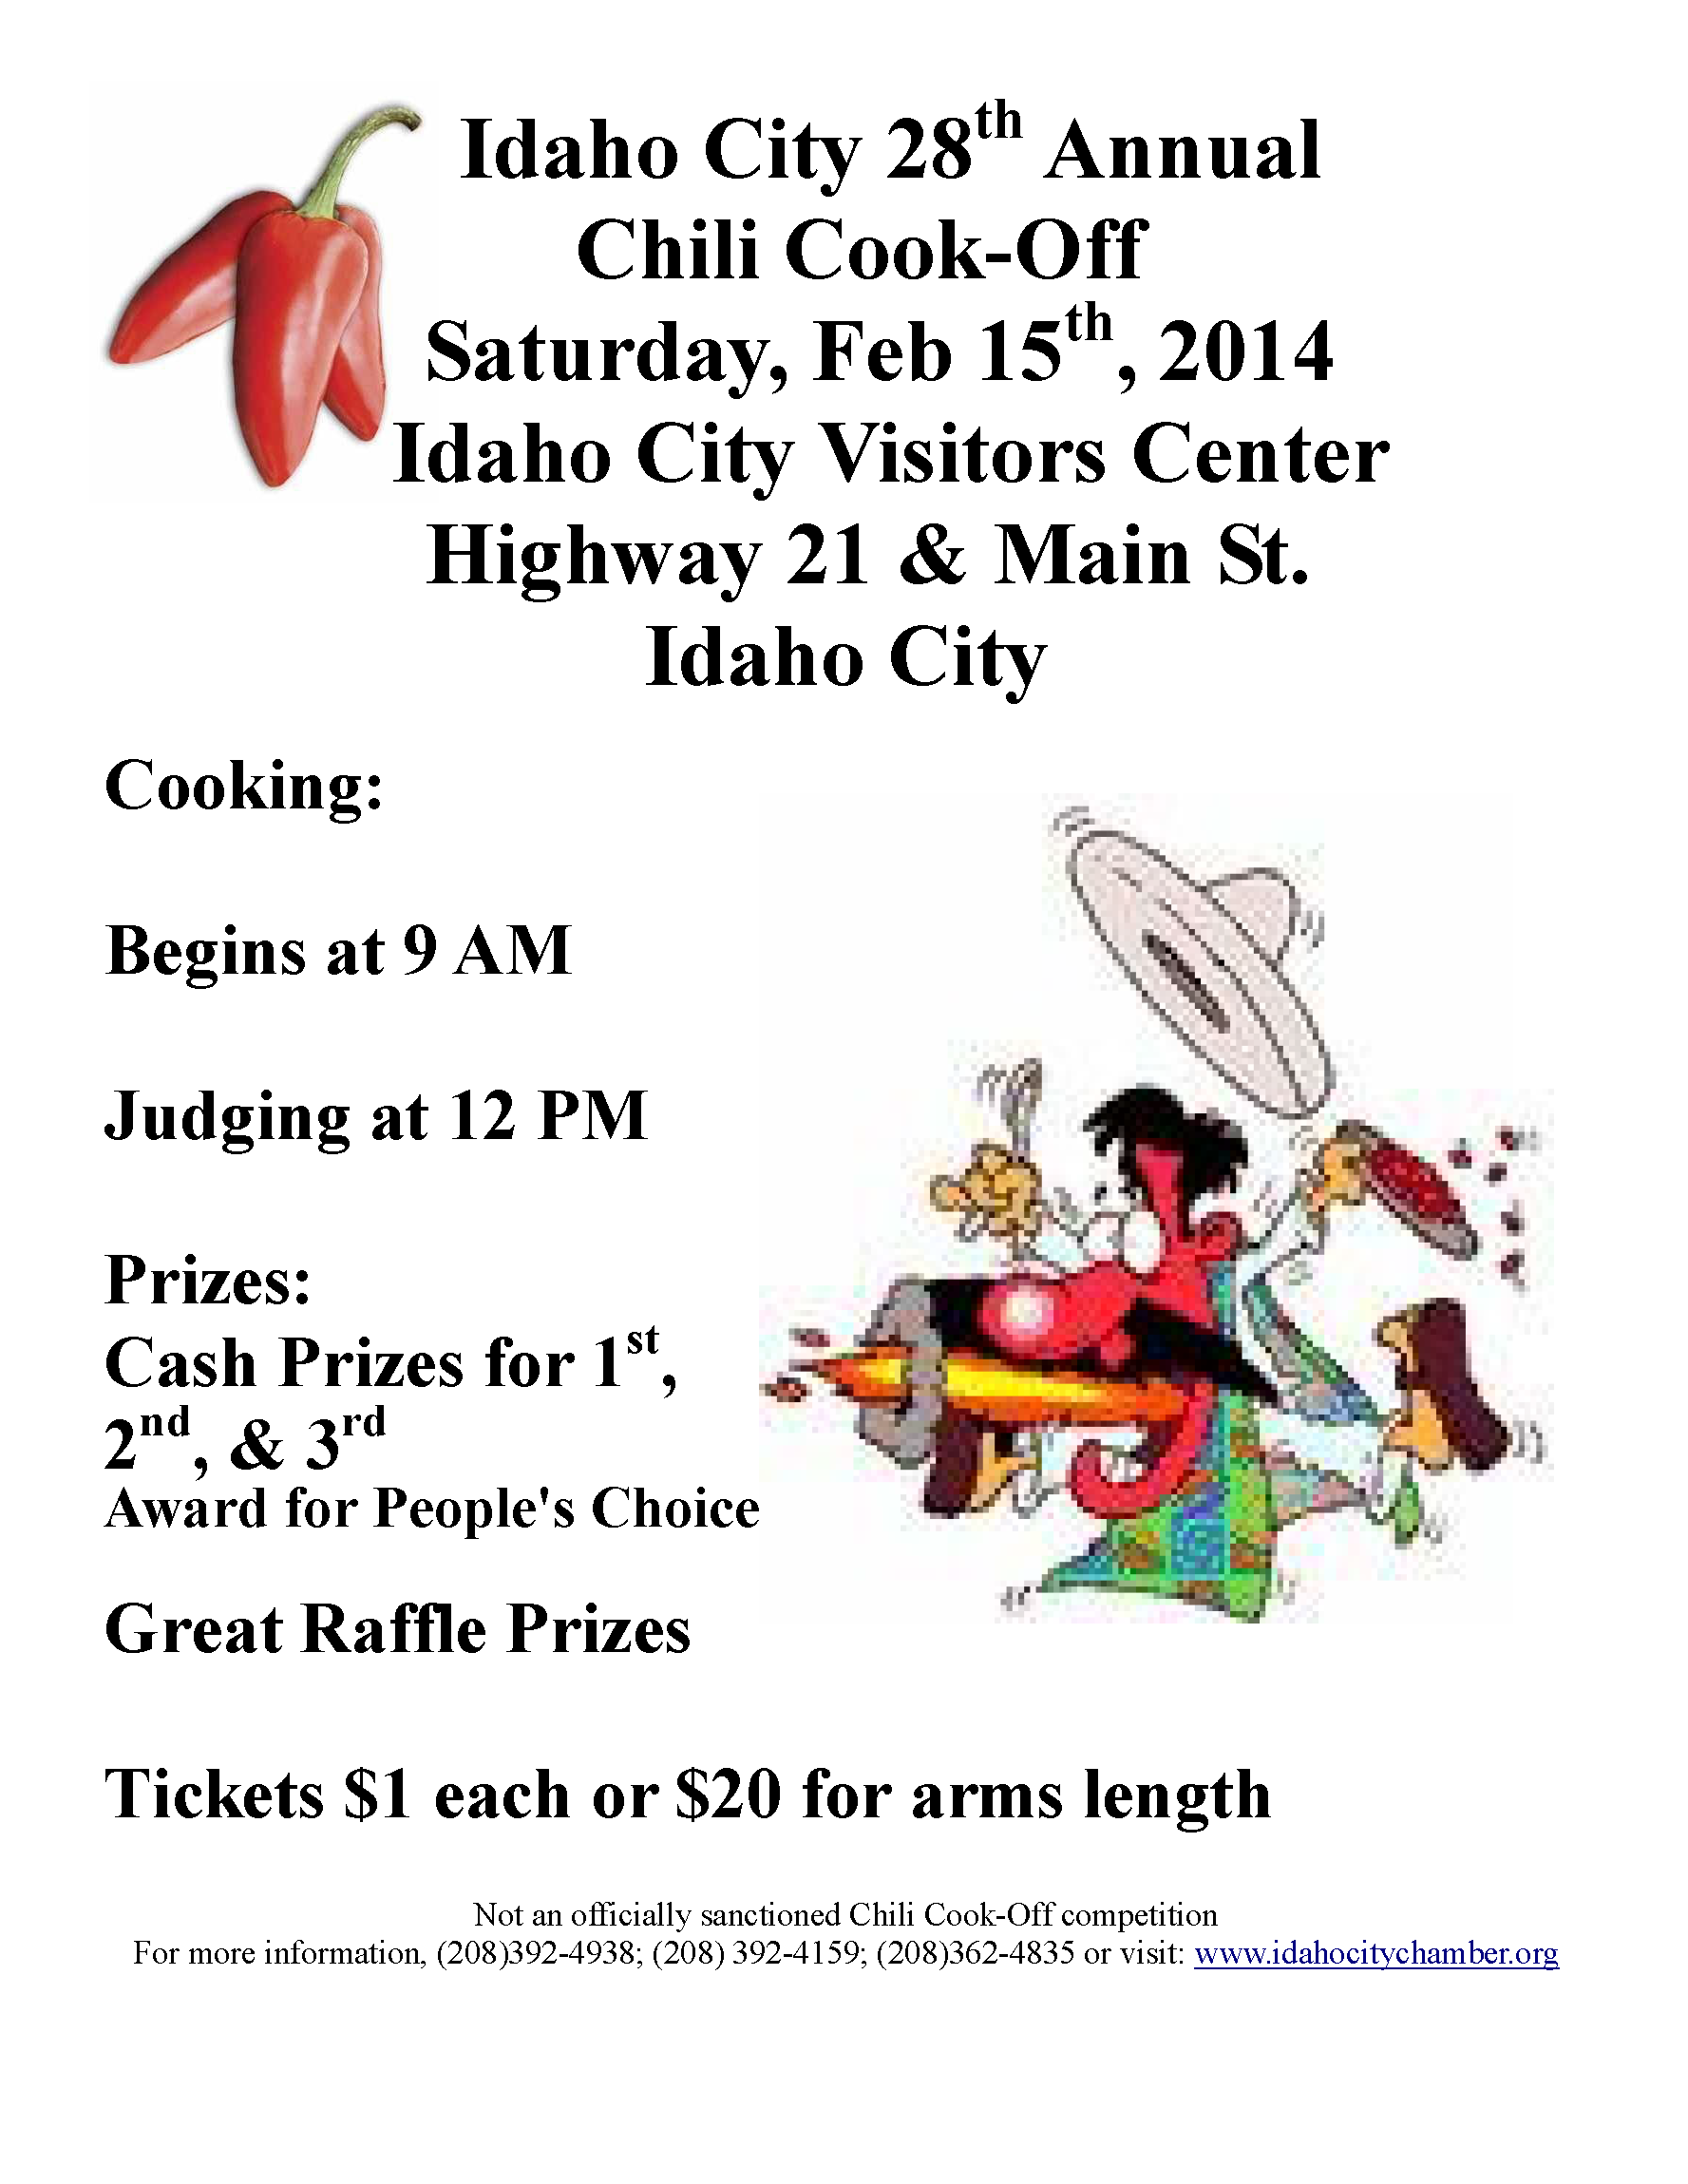 Idaho City 28th Annual
Chili Cook-Off
Saturday, Feb 15th, 2014
Idaho City Visitors Center
Highway 21 & Main St.
Idaho City
Cooking:
Begins at 9 AM
Judging at 12 PM
Prizes:
Cash Prizes for 1st,
2nd, & 3rd
Award for People's Choice
Great Raffle Prizes
Tickets $1 each or $20 for arms length
Not an officially sanctioned Chili Cook-Off competition
For more information, (208)392-4938; (208) 392-4159; (208)362-4835 or visit: www.idahocitychamber.org